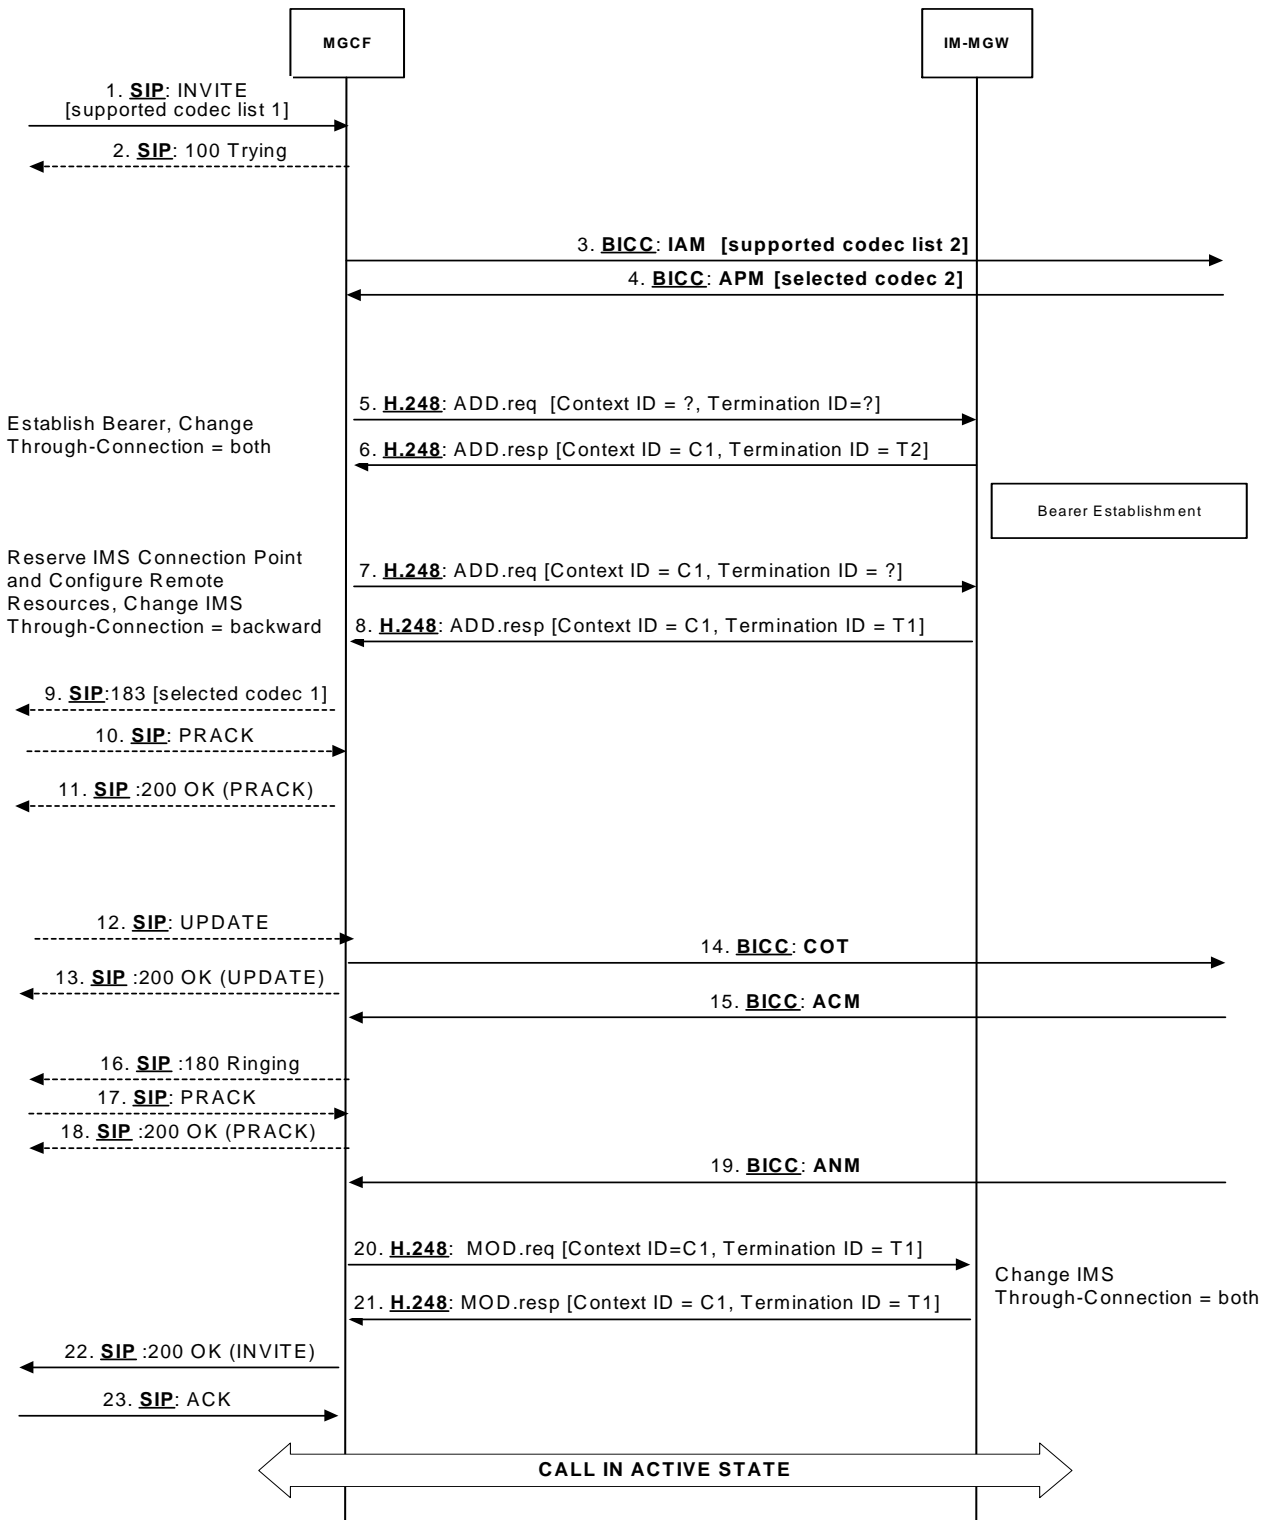 MGCF
IM-MGW
1. SIP: INVITE
[supported codec list 1]
2. SIP: 100 Trying
3. BICC: IAM [supported codec list 2]
4. BICC: APM [selected codec 2]
5. H.248: ADD.req [Context ID = ?, Termination ID=?]
Establish Bearer, Change
Through-Connection = both
6. H.248: ADD.resp [Context ID = C1, Termination ID = T2]
Bearer Establishment
Reserve IMS Connection Point
and Configure Remote
Resources, Change IMS
Through-Connection = backward
7. H.248: ADD.req [Context ID = C1, Termination ID = ?]
8. H.248: ADD.resp [Context ID = C1, Termination ID = T1]
9. SIP:183 [selected codec 1]
10. SIP: PRACK
11. SIP :200 OK (PRACK)
12. SIP: UPDATE
14. BICC: COT
13. SIP :200 OK (UPDATE)
15. BICC: ACM
16. SIP :180 Ringing
17. SIP: PRACK
18. SIP :200 OK (PRACK)
19. BICC: ANM
20. H.248: MOD.req [Context ID=C1, Termination ID = T1]
Change IMS
Through-Connection = both
21. H.248: MOD.resp [Context ID = C1, Termination ID = T1]
22. SIP :200 OK (INVITE)
23. SIP: ACK
CALL IN ACTIVE STATE